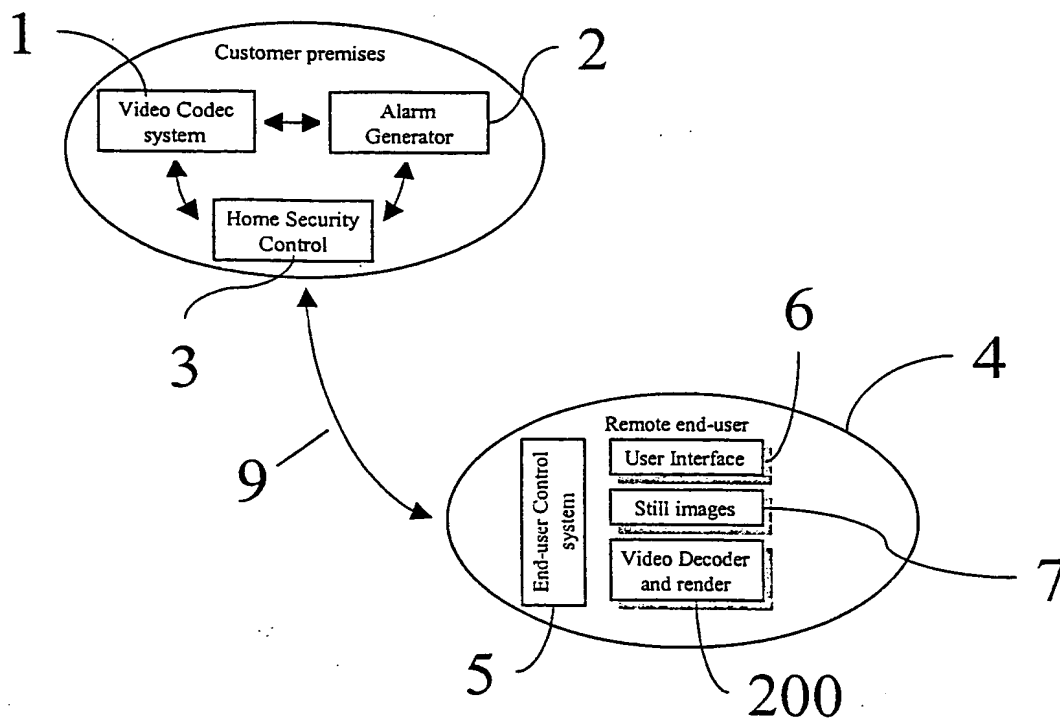 1
Customer premises
2
Video Codec
system
Alarm
Generator
Home Security
Control
3
9
6
4
Remote end-user
User Interface
Still images
Video Decoder
and render
End-user Control
system
7
5
200